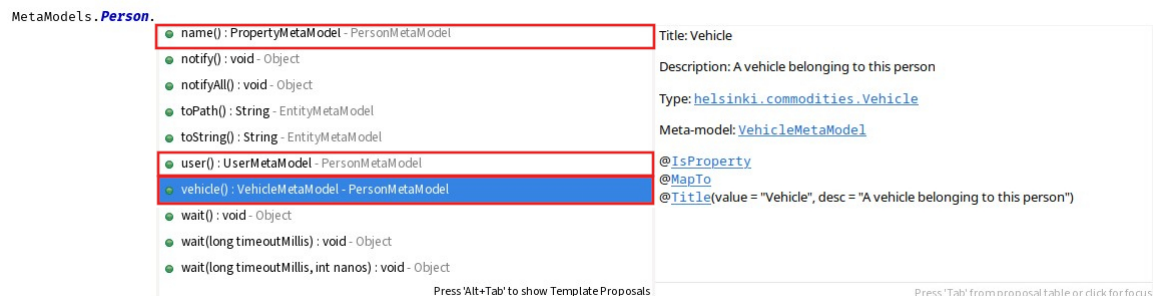 MetaModels.Person.
name() : PropertyMetaModel - PersonMetaModel
notify() : void - Object
notifyAll() : void - Object
toPath() : String - EntityMetaModel
toString() : String - EntityMetaModel
user() : UserMetaModel - PersonMetaModel
vehicle() : VehicleMetaModel - PersonMetaModel
wait() : void - Object
wait(long timeoutMillis) : void - Object
wait(long timeoutMillis, int nanos) : void - Object
Press 'Alt+Tab' to show Template Proposals
Title: Vehicle
Description: A vehicle belonging to this person
Type: helsinki.commodities.Vehicle
Meta-model: VehicleMetaModel
@IsProperty
@MapTo
@Title(value = "Vehicle", desc = "A vehicle belonging to this person")
Press 'Tab' from proposal table or click for focus